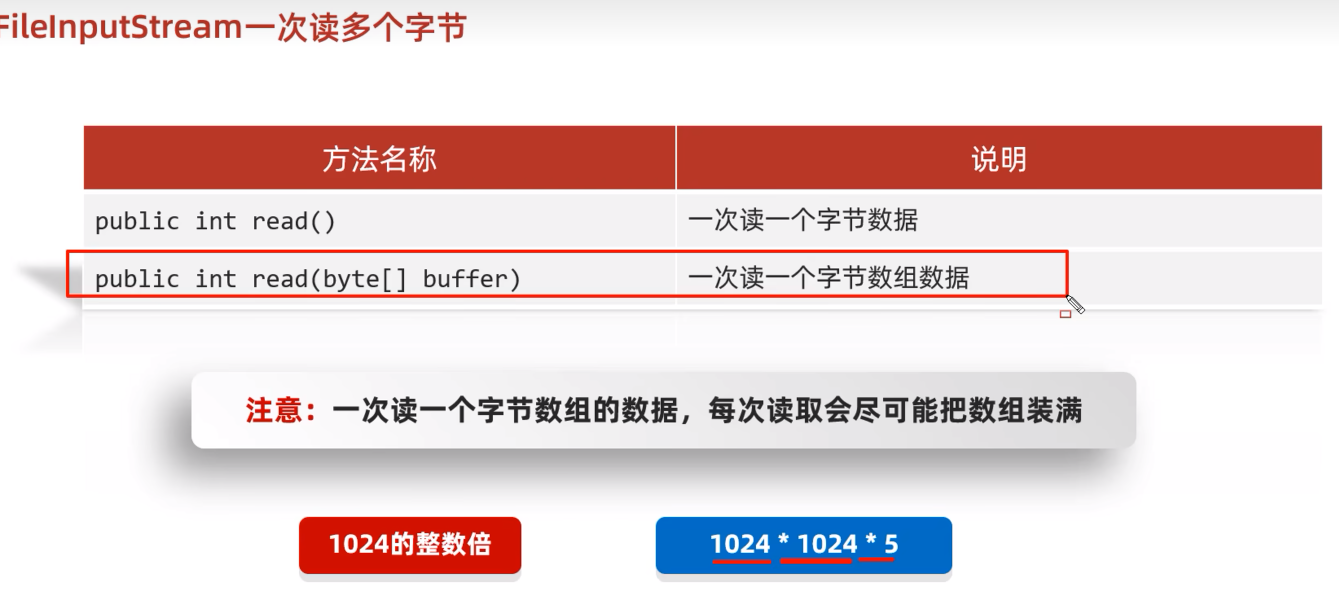 FileInputStream一次读多个字节
方法名称 说明
public int read() 一次读一个字节数据
public int read(byte[] buffer) 一次读一个字节数组数据
注意：一次读一个字节数组的数据，每次读取会尽可能把数组装满
1024的整数倍 1024 * 1024 * 5